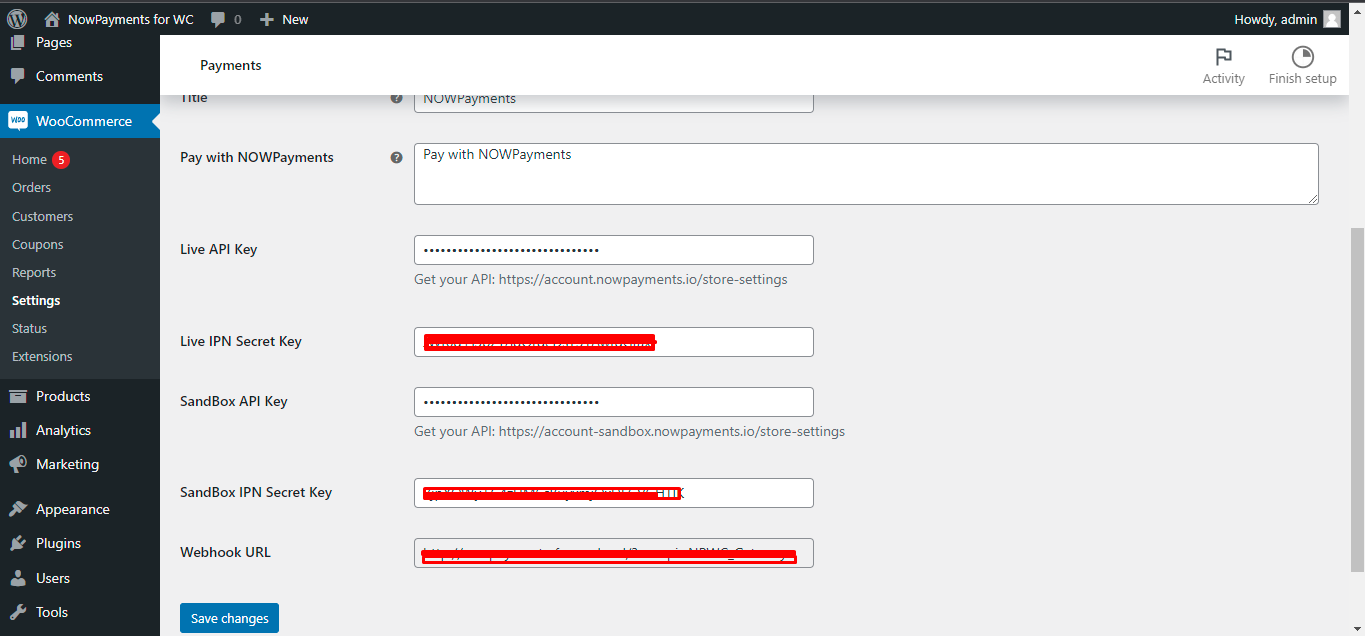 NowPayments for WC
0
New
Howdy, admin
Pages
Comments
WooCommerce
Home 5
Orders
Customers
Coupons
Reports
Settings
Status
Extensions
Products
Analytics
Marketing
Appearance
Plugins
Users
Tools
Payments
Activity
Finish setup
Title
NOWPayments
Pay with NOWPayments
Pay with NOWPayments
Live API Key
••••••••••••••••••••••••••••••••
Get your API: https://account.nowpayments.io/store-settings
Live IPN Secret Key
SandBox API Key
••••••••••••••••••••••••••••••••
Get your API: https://account-sandbox.nowpayments.io/store-settings
SandBox IPN Secret Key
Webhook URL
Save changes